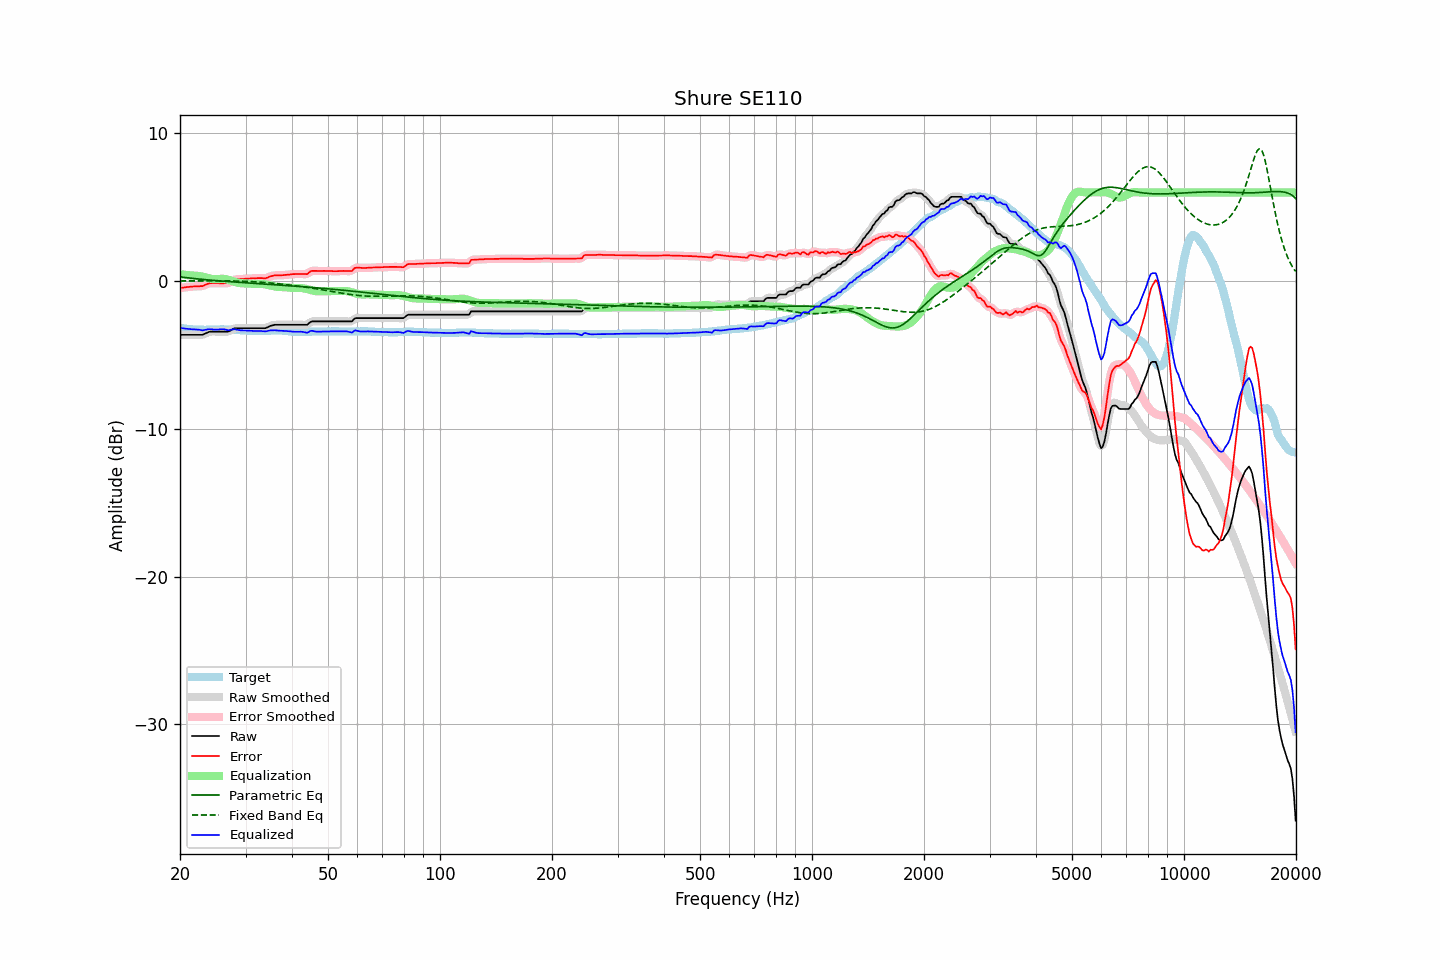 Shure SE110
10
0
−10
−20
−30
Amplitude (dBr)
Target
Raw Smoothed
Error Smoothed
Raw
Error
Equalization
Parametric Eq
Fixed Band Eq
Equalized
20 50 100 200 500 1000 2000 5000 10000 20000
Frequency (Hz)